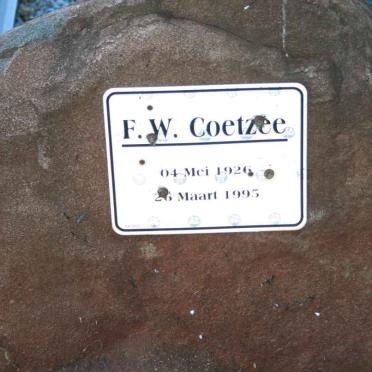 F. W. Coetzee
04 Mei 1926
26 Maart 1995